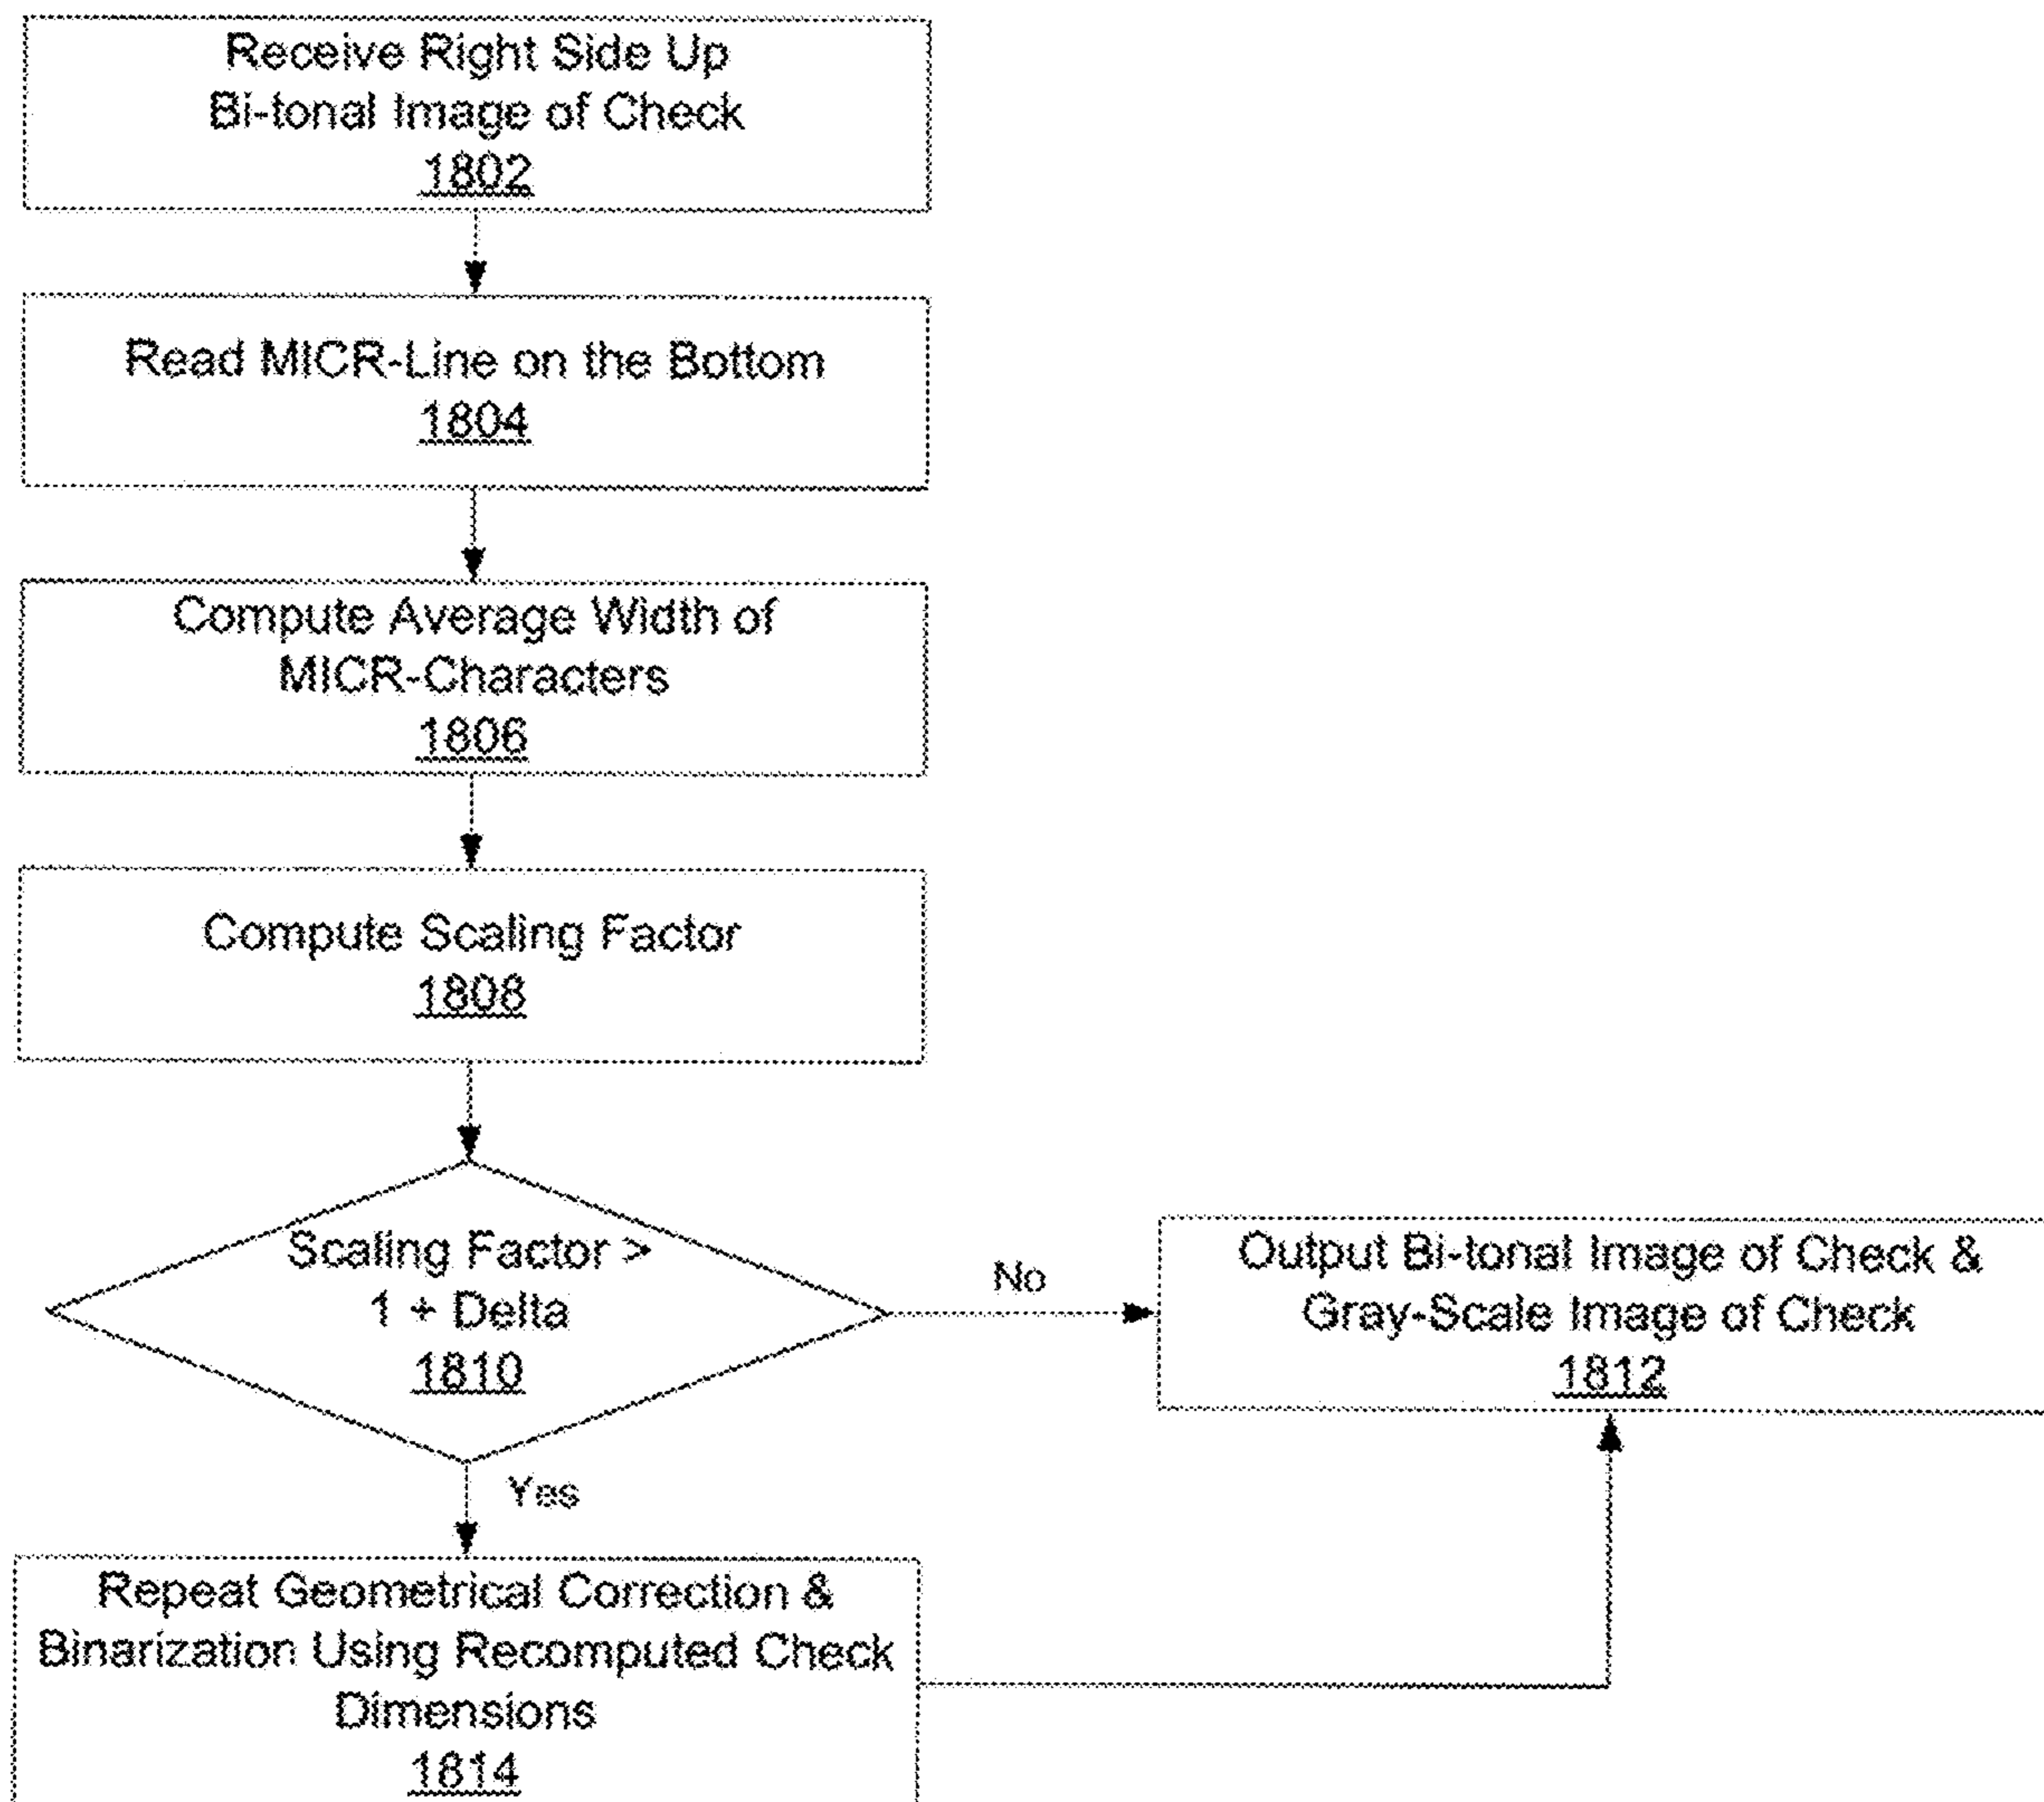 Receive Right Side Up
Bi-tonal Image of Check
1802
Read MICR-Line on the Bottom
1804
Compute Average Width of
MICR-Characters
1806
Compute Scaling Factor
1808
Scaling Factor >
1 + Delta
1810
No
Output Bi-tonal Image of Check &
Gray-Scale Image of Check
1812
Yes
Repeat Geometrical Correction &
Binarization Using Recomputed Check
Dimensions
1814